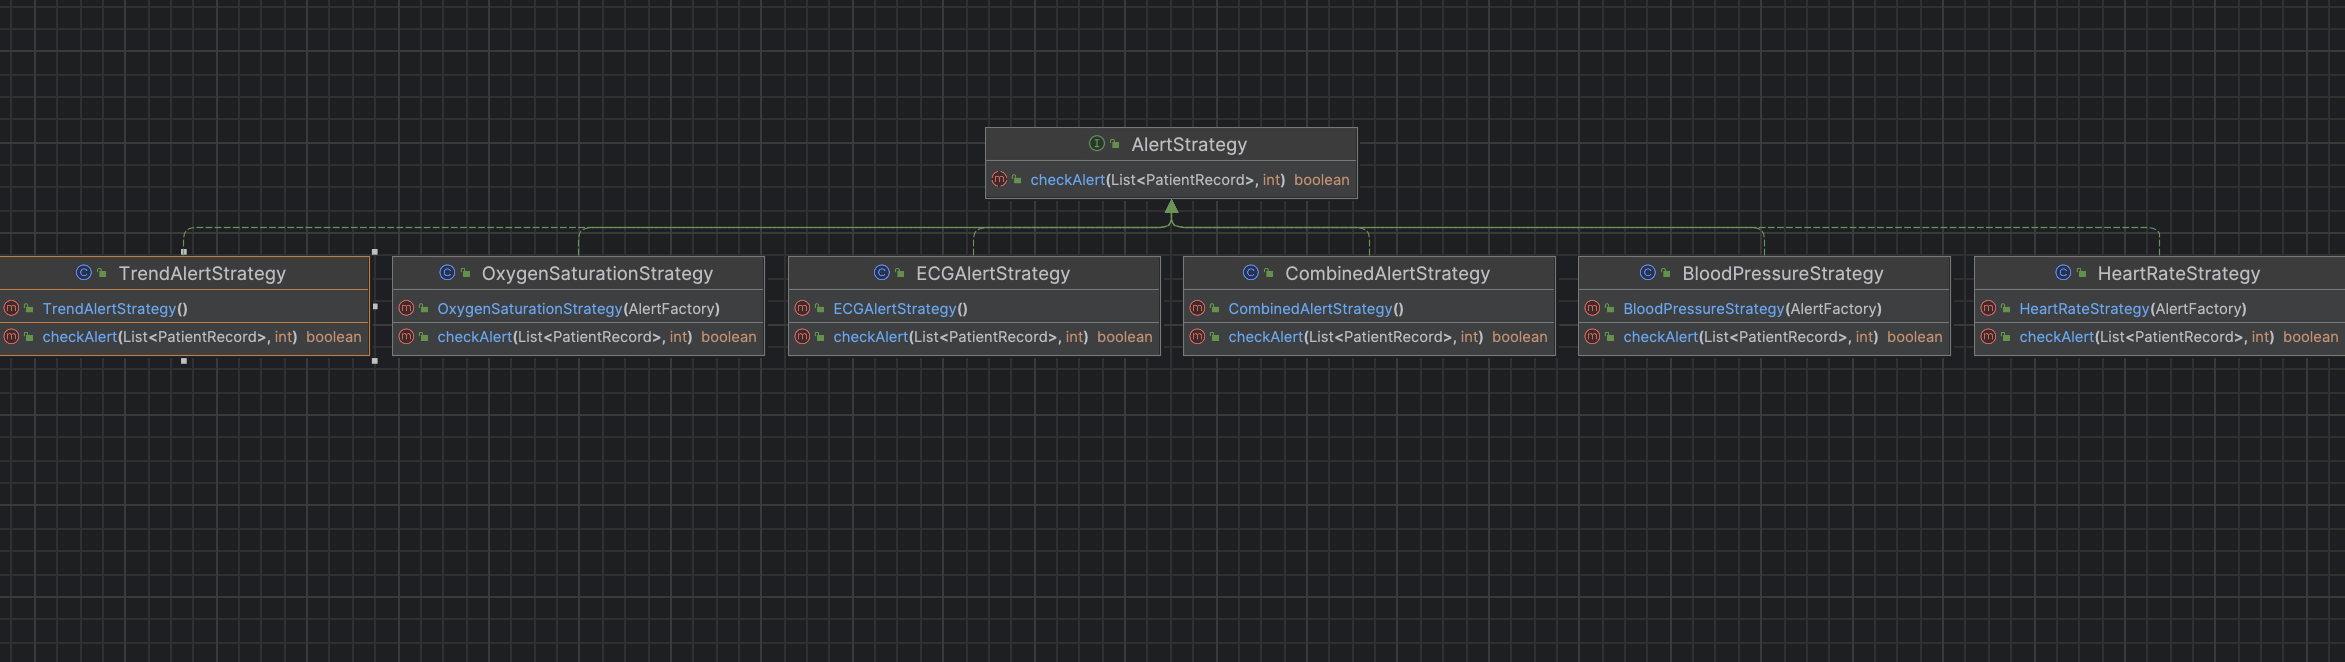 AlertStrategy
checkAlert(List<PatientRecord>, int) boolean
TrendAlertStrategy
TrendAlertStrategy()
checkAlert(List<PatientRecord>, int) boolean
OxygenSaturationStrategy
OxygenSaturationStrategy(AlertFactory)
checkAlert(List<PatientRecord>, int) boolean
ECGAlertStrategy
ECGAlertStrategy()
checkAlert(List<PatientRecord>, int) boolean
CombinedAlertStrategy
CombinedAlertStrategy()
checkAlert(List<PatientRecord>, int) boolean
BloodPressureStrategy
BloodPressureStrategy(AlertFactory)
checkAlert(List<PatientRecord>, int) boolean
HeartRateStrategy
HeartRateStrategy(AlertFactory)
checkAlert(List<PatientRecord>, int) boolean